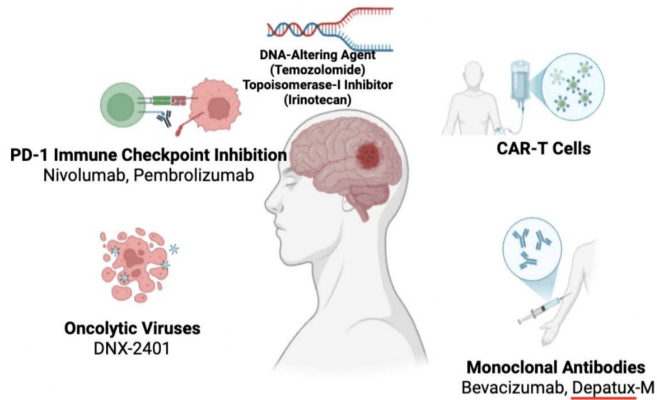 DNA-Altering Agent
(Temozolomide)
Topoisomerase-I Inhibitor
(Irinotecan)
PD-1 Immune Checkpoint Inhibition
Nivolumab, Pembrolizumab
CAR-T Cells
Oncolytic Viruses
DNX-2401
Monoclonal Antibodies
Bevacizumab, Depatux-M